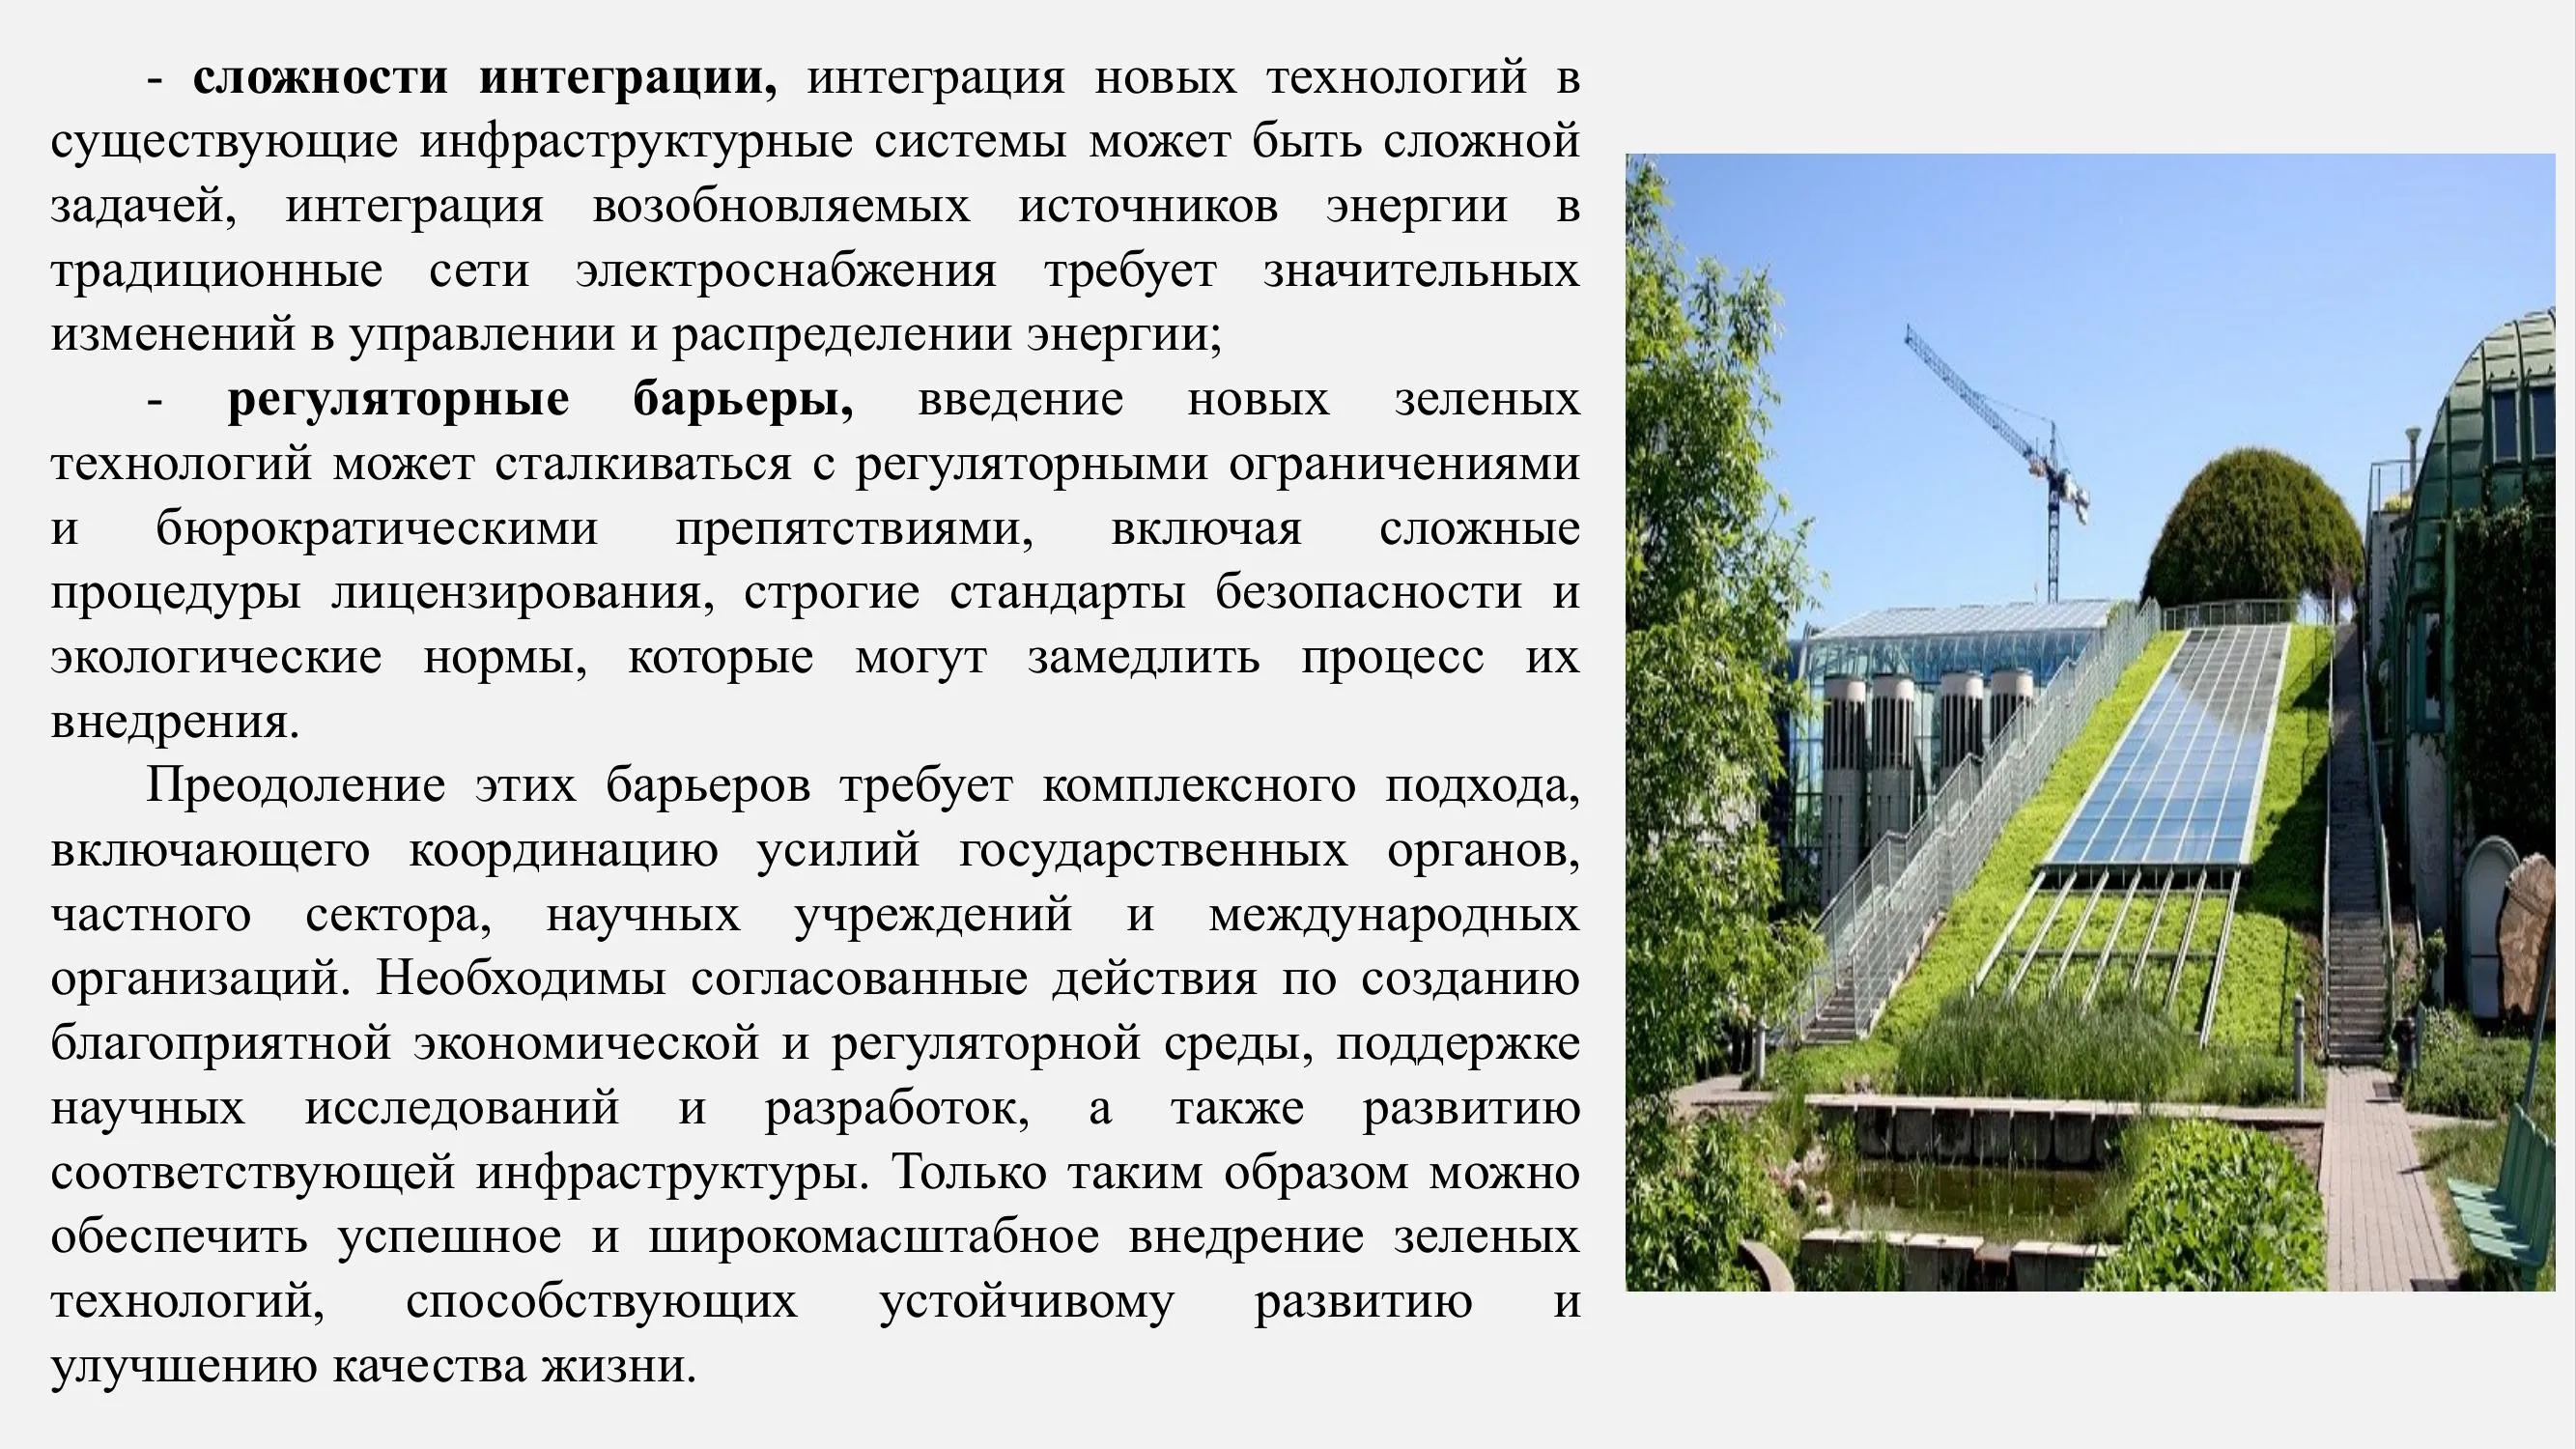 - сложности интеграции, интеграция новых технологий в
существующие инфраструктурные системы может быть сложной
задачей, интеграция возобновляемых источников энергии в
традиционные сети электроснабжения требует значительных
изменений в управлении и распределении энергии;
- регуляторные барьеры, введение новых зеленых
технологий может сталкиваться с регуляторными ограничениями
и бюрократическими препятствиями, включая сложные
процедуры лицензирования, строгие стандарты безопасности и
экологические нормы, которые могут замедлить процесс их
внедрения.
Преодоление этих барьеров требует комплексного подхода,
включающего координацию усилий государственных органов,
частного сектора, научных учреждений и международных
организаций. Необходимы согласованные действия по созданию
благоприятной экономической и регуляторной среды, поддержке
научных исследований и разработок, а также развитию
соответствующей инфраструктуры. Только таким образом можно
обеспечить успешное и широкомасштабное внедрение зеленых
технологий, способствующих устойчивому развитию и
улучшению качества жизни.